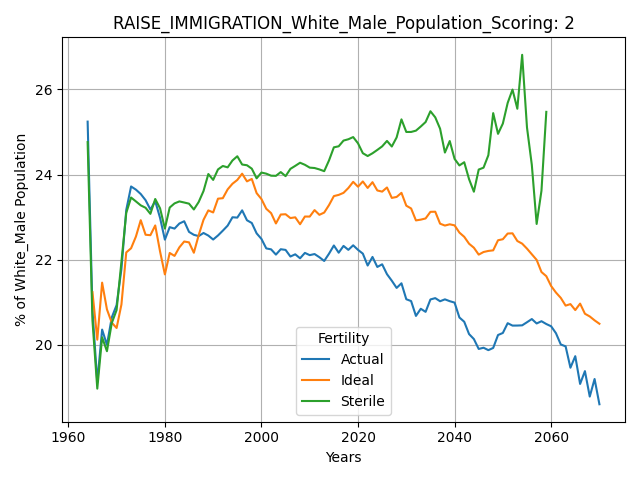 RAISE_IMMIGRATION_White_Male_Population_Scoring: 2
% of White_Male Population
26
24
22
20
Fertility
Actual
Ideal
Sterile
1960 1980 2000 2020 2040 2060
Years